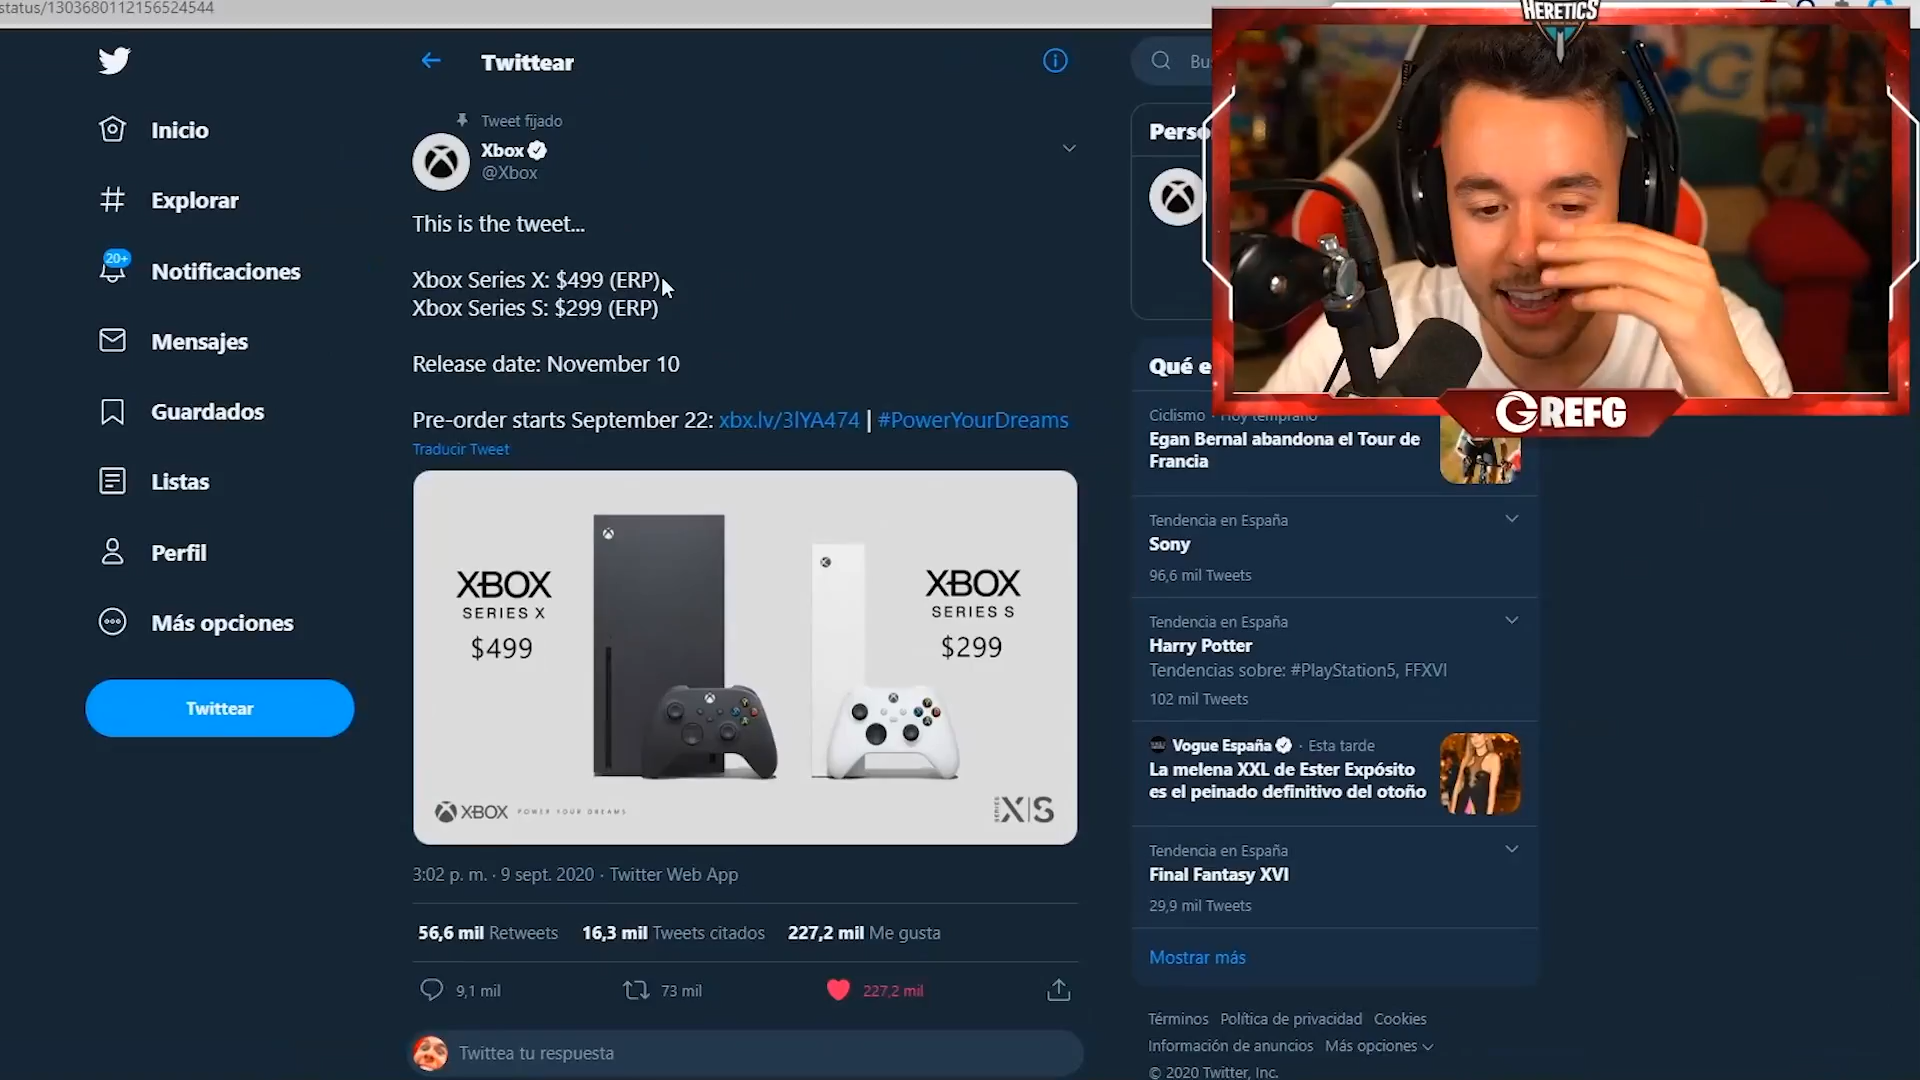 status/1303680112156524544
Twittear
Tweet fijado
Xbox
@Xbox
This is the tweet...
Xbox Series X: $499 (ERP)
Xbox Series S: $299 (ERP)
Release date: November 10
Pre-order starts September 22: xbx.lv/3lYA474 | #PowerYourDreams
Traducir Tweet
XBOX
SERIES X
$499
XBOX
SERIES S
$299
XBOX POWER YOUR DREAMS
SERIES X|S
3:02 p. m. · 9 sept. 2020 · Twitter Web App
56,6 mil Retweets 16,3 mil Tweets citados 227,2 mil Me gusta
9,1 mil 73 mil 227,2 mil
Twittea tu respuesta
Inicio
Explorar
20+
Notificaciones
Mensajes
Guardados
Listas
Perfil
Más opciones
Twittear
HERETICS
GREFG
Ciclismo · Hoy temprano
Egan Bernal abandona el Tour de
Francia
Tendencia en España
Sony
96,6 mil Tweets
Tendencia en España
Harry Potter
Tendencias sobre: #PlayStation5, FFXVI
102 mil Tweets
Vogue España · Esta tarde
La melena XXL de Ester Expósito
es el peinado definitivo del otoño
Tendencia en España
Final Fantasy XVI
29,9 mil Tweets
Mostrar más
Términos Política de privacidad Cookies
Información de anuncios Más opciones
© 2020 Twitter, Inc.